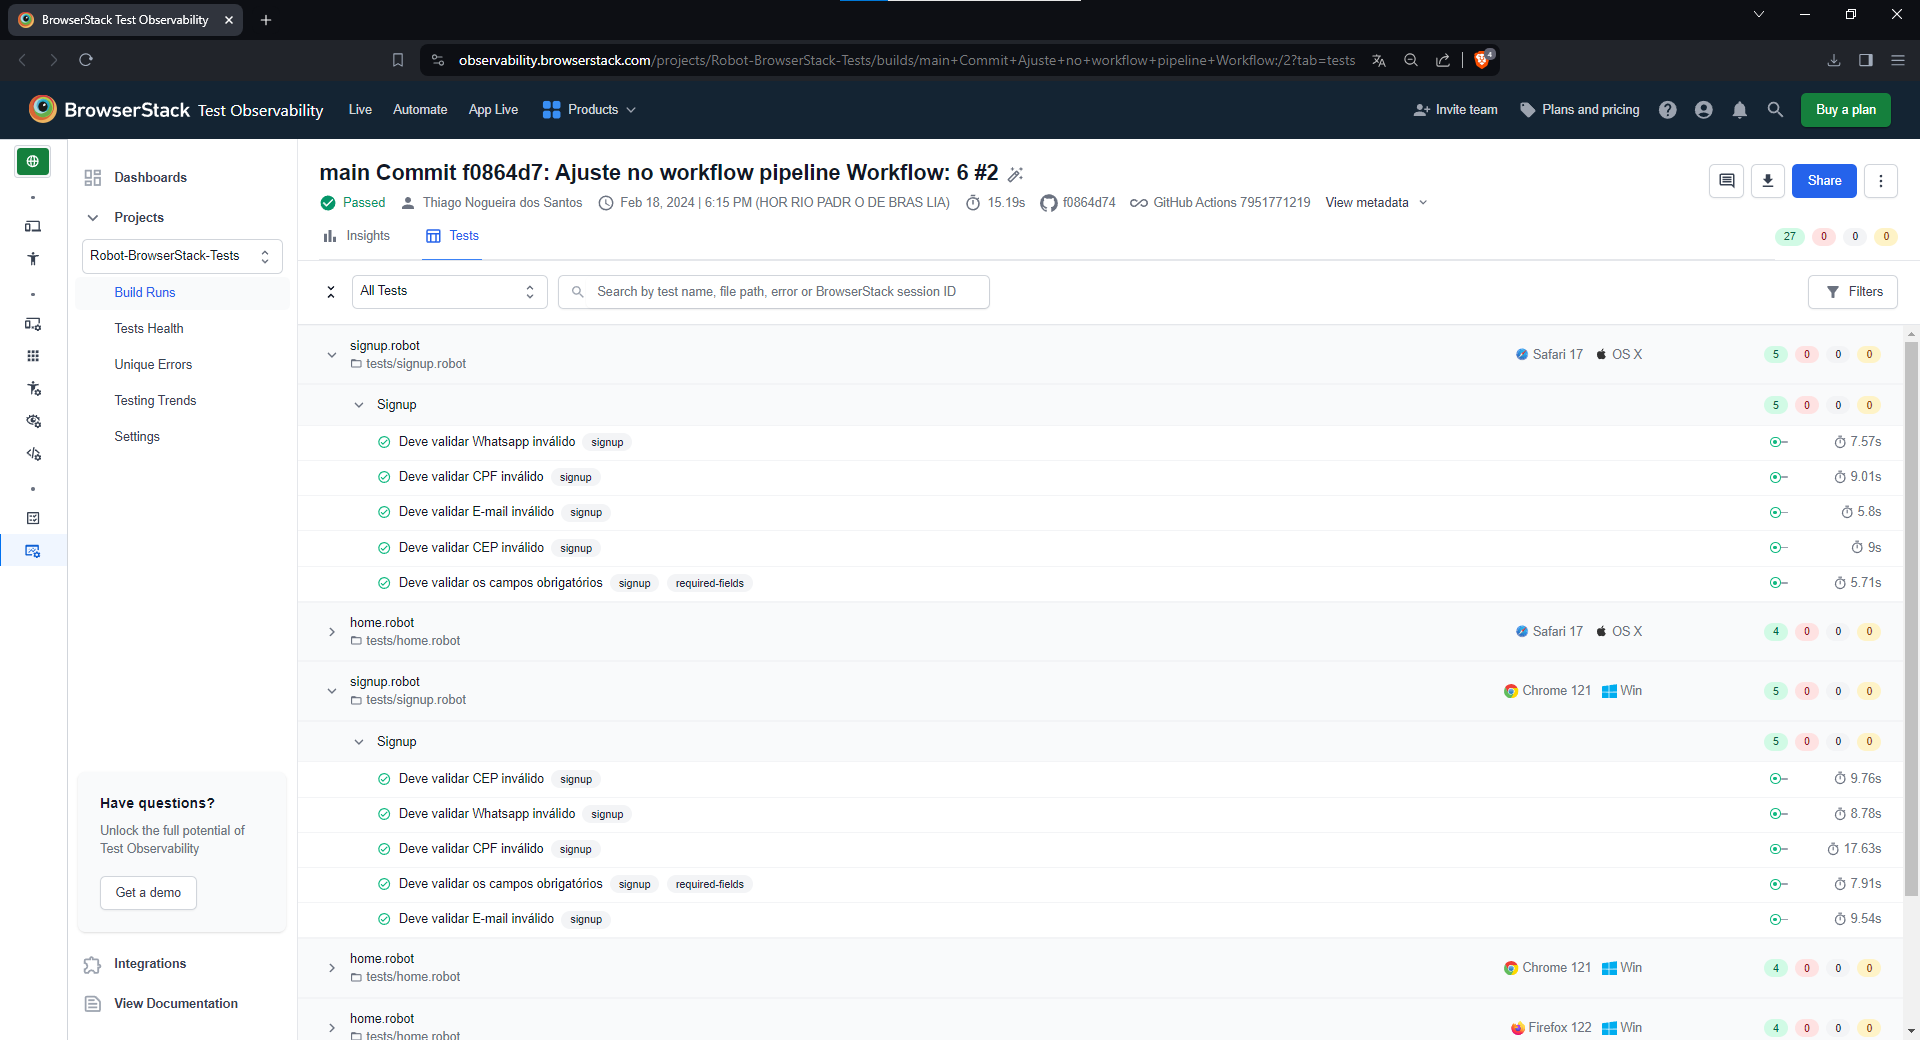 BrowserStack Test Observability
observability.browserstack.com/projects/Robot-BrowserStack-Tests/builds/main+Commit+Ajuste+no+workflow+pipeline+Workflow:/2?tab=tests
4
BrowserStack Test Observability
Live
Automate
App Live
Products
Invite team
Plans and pricing
Buy a plan
Dashboards
Projects
Robot-BrowserStack-Tests
Build Runs
Tests Health
Unique Errors
Testing Trends
Settings
Have questions?
Unlock the full potential of
Test Observability
Get a demo
Integrations
View Documentation
main Commit f0864d7: Ajuste no workflow pipeline Workflow: 6 #2
Share
Passed Thiago Nogueira dos Santos Feb 18, 2024 | 6:15 PM (HOR RIO PADR O DE BRAS LIA) 15.19s f0864d74 GitHub Actions 7951771219 View metadata
Insights
Tests
27 0 0 0
All Tests
Search by test name, file path, error or BrowserStack session ID
Filters
signup.robot
tests/signup.robot
Safari 17 OS X 5 0 0 0
Signup 5 0 0 0
Deve validar Whatsapp inválido signup 7.57s
Deve validar CPF inválido signup 9.01s
Deve validar E-mail inválido signup 5.8s
Deve validar CEP inválido signup 9s
Deve validar os campos obrigatórios signup required-fields 5.71s
home.robot
tests/home.robot
Safari 17 OS X 4 0 0 0
signup.robot
tests/signup.robot
Chrome 121 Win 5 0 0 0
Signup 5 0 0 0
Deve validar CEP inválido signup 9.76s
Deve validar Whatsapp inválido signup 8.78s
Deve validar CPF inválido signup 17.63s
Deve validar os campos obrigatórios signup required-fields 7.91s
Deve validar E-mail inválido signup 9.54s
home.robot
tests/home.robot
Chrome 121 Win 4 0 0 0
home.robot
tests/home.robot
Firefox 122 Win 4 0 0 0